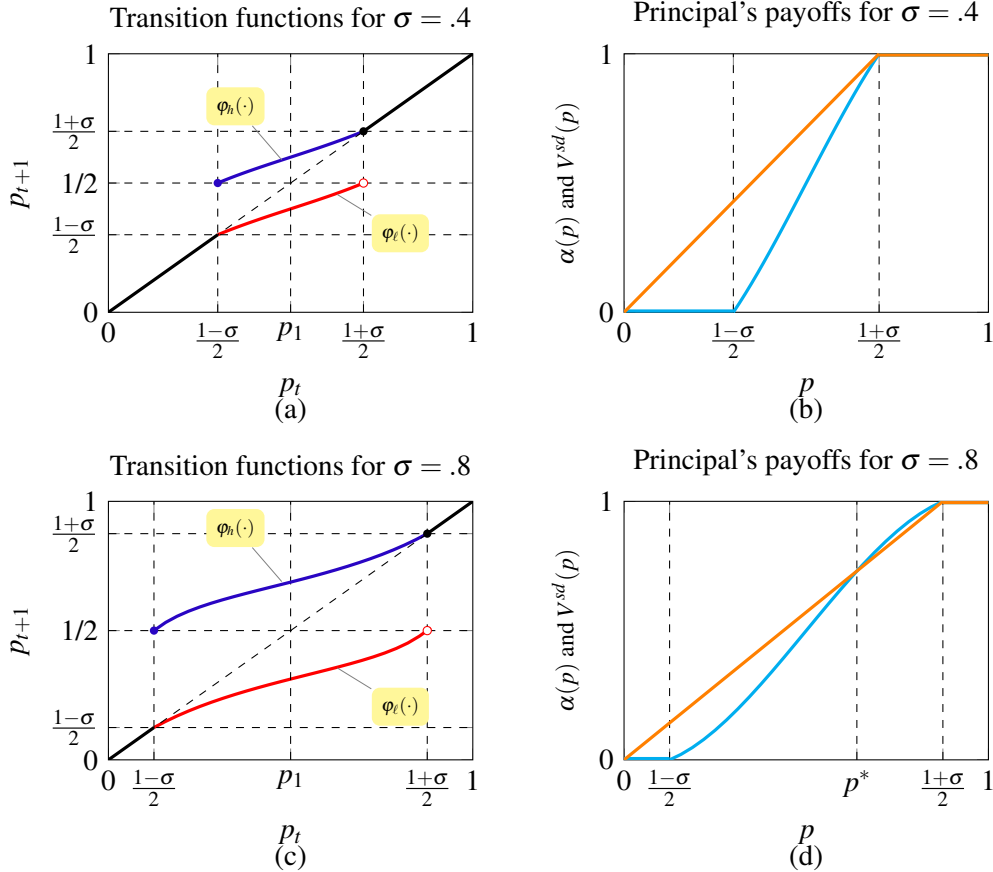 Transition functions for σ = .4
1
1+σ/2
1/2
1−σ/2
0
p_{t+1}
φ_h(·)
φ_ℓ(·)
0
1−σ/2
p_1
1+σ/2
1
p_t
(a)
Principal's payoffs for σ = .4
1
0
α(p) and V^{sd}(p)
0
1−σ/2
1+σ/2
1
p
(b)
Transition functions for σ = .8
1
1+σ/2
1/2
1−σ/2
0
p_{t+1}
φ_h(·)
φ_ℓ(·)
0
1−σ/2
p_1
1+σ/2
1
p_t
(c)
Principal's payoffs for σ = .8
1
0
α(p) and V^{sd}(p)
0
1−σ/2
p^*
1+σ/2
1
p
(d)